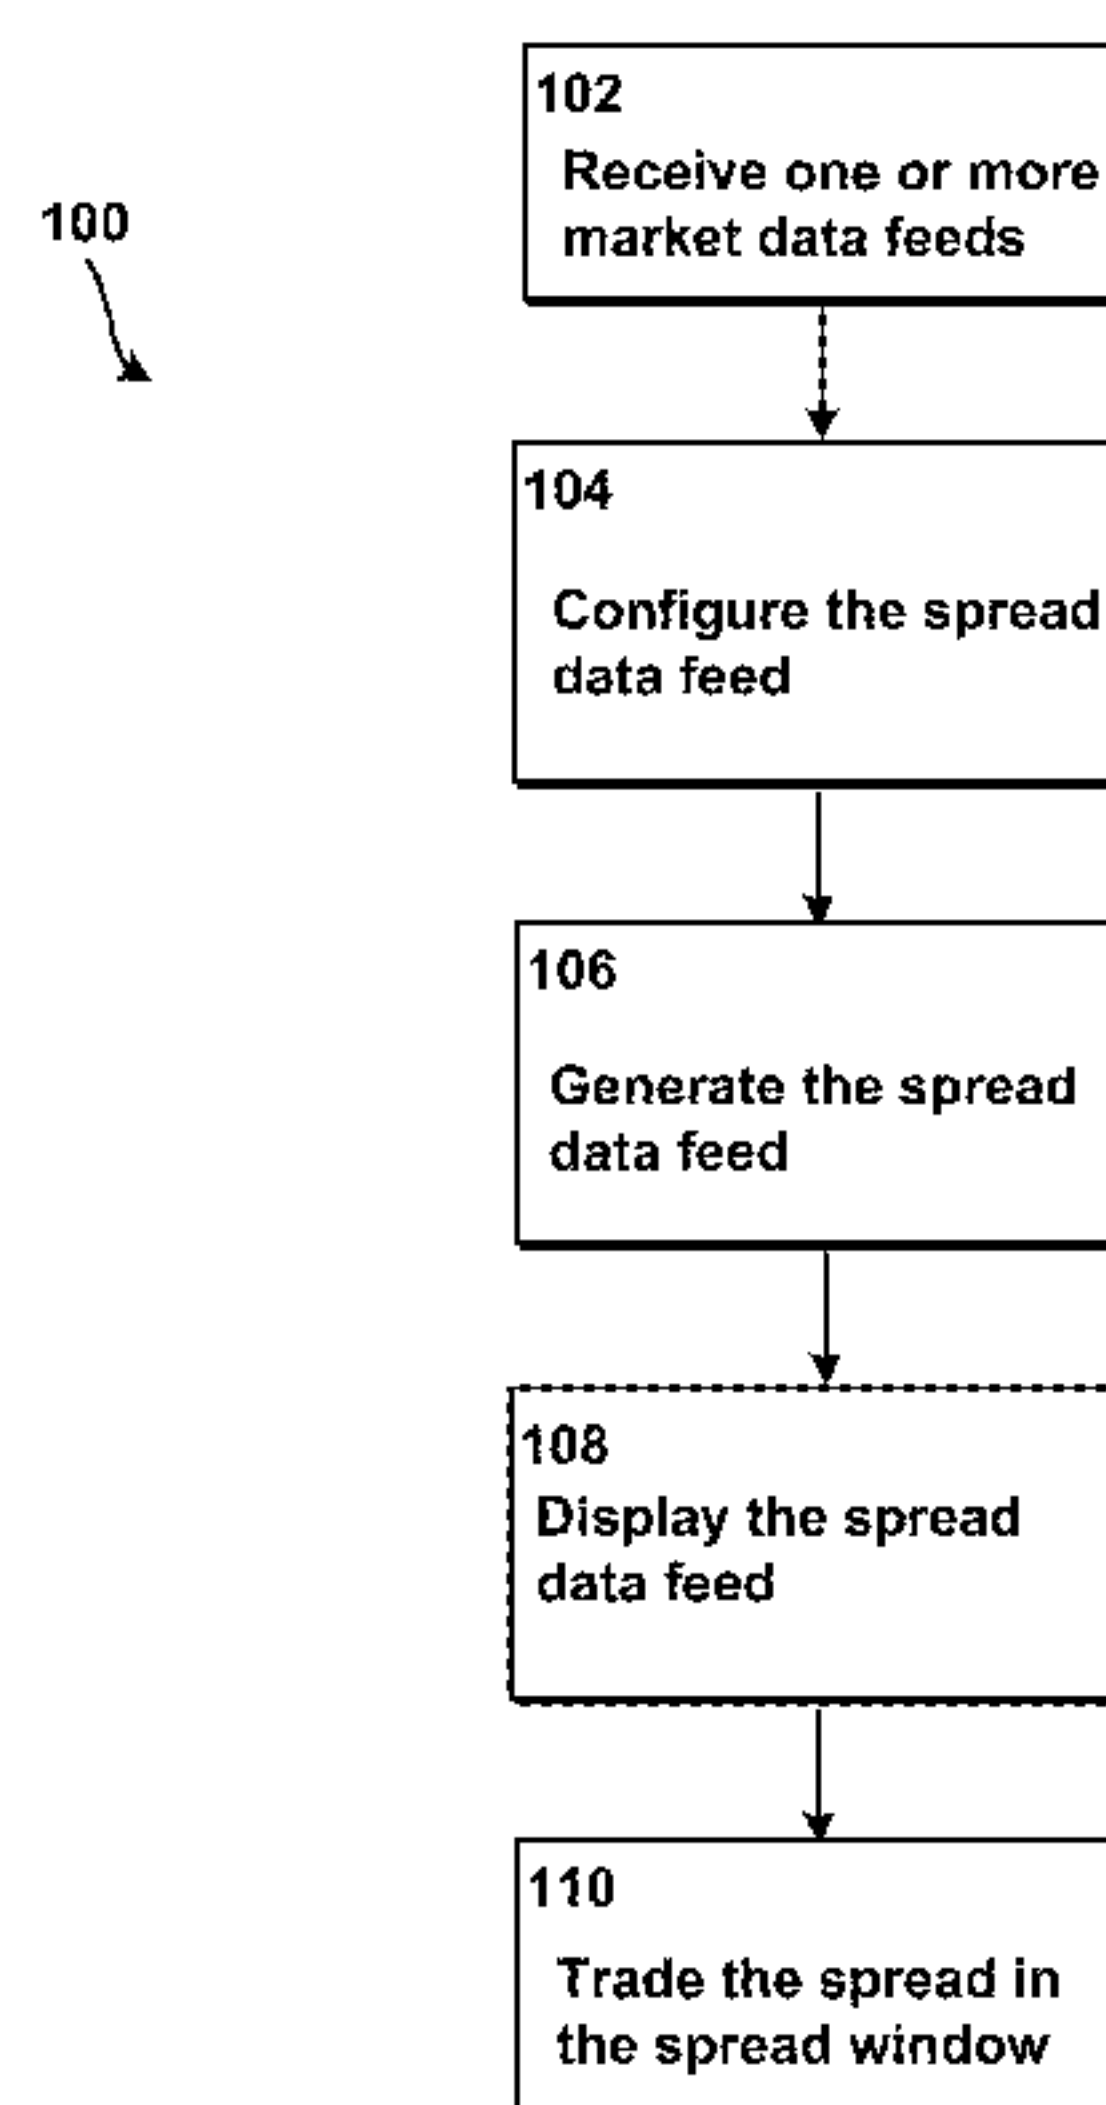 102
Receive one or more
market data feeds
100
104
Configure the spread
data feed
106
Generate the spread
data feed
108
Display the spread
data feed
110
Trade the spread in
the spread window